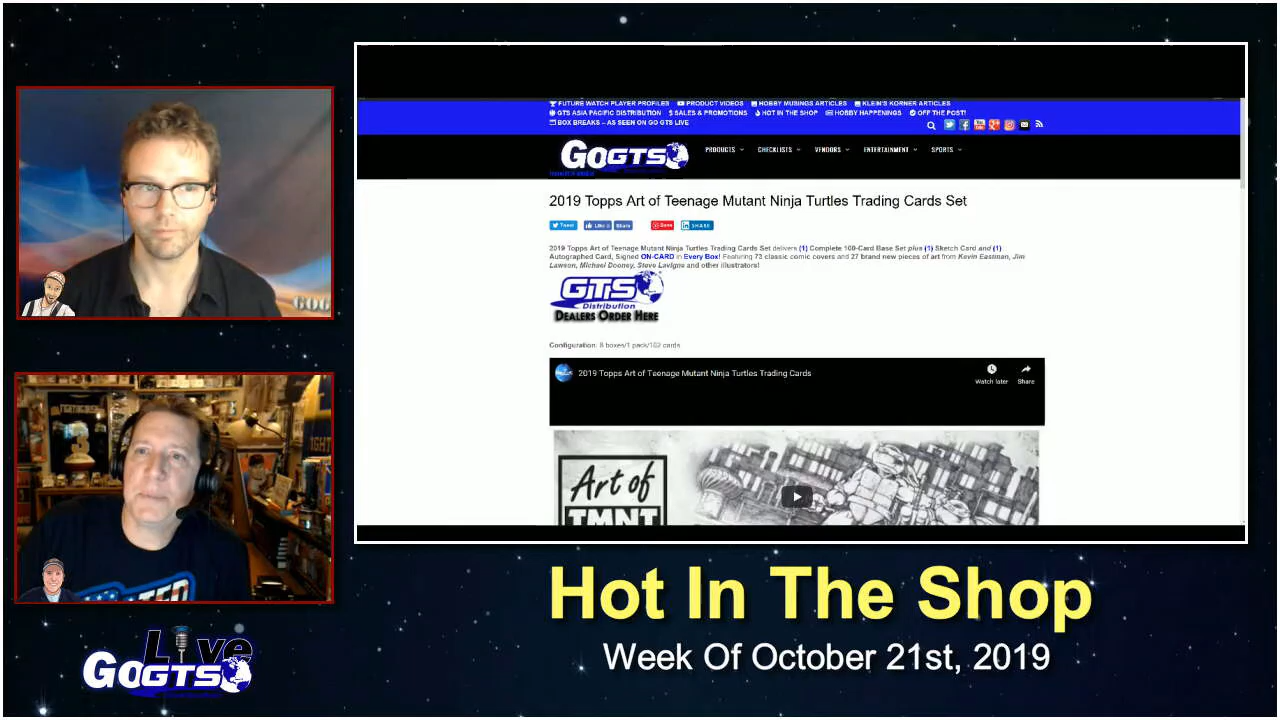 FUTURE WATCH PLAYER PROFILES PRODUCT VIDEOS HOBBY MUSINGS ARTICLES KLEIN'S KORNER ARTICLES
GTS ASIA PACIFIC DISTRIBUTION $ SALES & PROMOTIONS HOT IN THE SHOP HOBBY HAPPENINGS OFF THE POST!
BOX BREAKS – AS SEEN ON GO GTS LIVE
GOGTS
PRODUCTS CHECKLISTS VENDORS ENTERTAINMENT SPORTS
2019 Topps Art of Teenage Mutant Ninja Turtles Trading Cards Set
Tweet Like Share Save SHARE
2019 Topps Art of Teenage Mutant Ninja Turtles Trading Cards Set delivers (1) Complete 100-Card Base Set plus (1) Sketch Card and (1)
Autographed Card, Signed ON-CARD in Every Box! Featuring 73 classic comic covers and 27 brand new pieces of art from Kevin Eastman, Jim
Lawson, Michael Dooney, Steve Lavigne and other illustrators!
GTS
Distribution
DEALERS ORDER HERE
Configuration: 8 boxes/1 pack/102 cards
2019 Topps Art of Teenage Mutant Ninja Turtles Trading Cards
Watch later Share
Art of
TMNT
GOG
3
Live
GOGTS
Hot In The Shop
Week Of October 21st, 2019